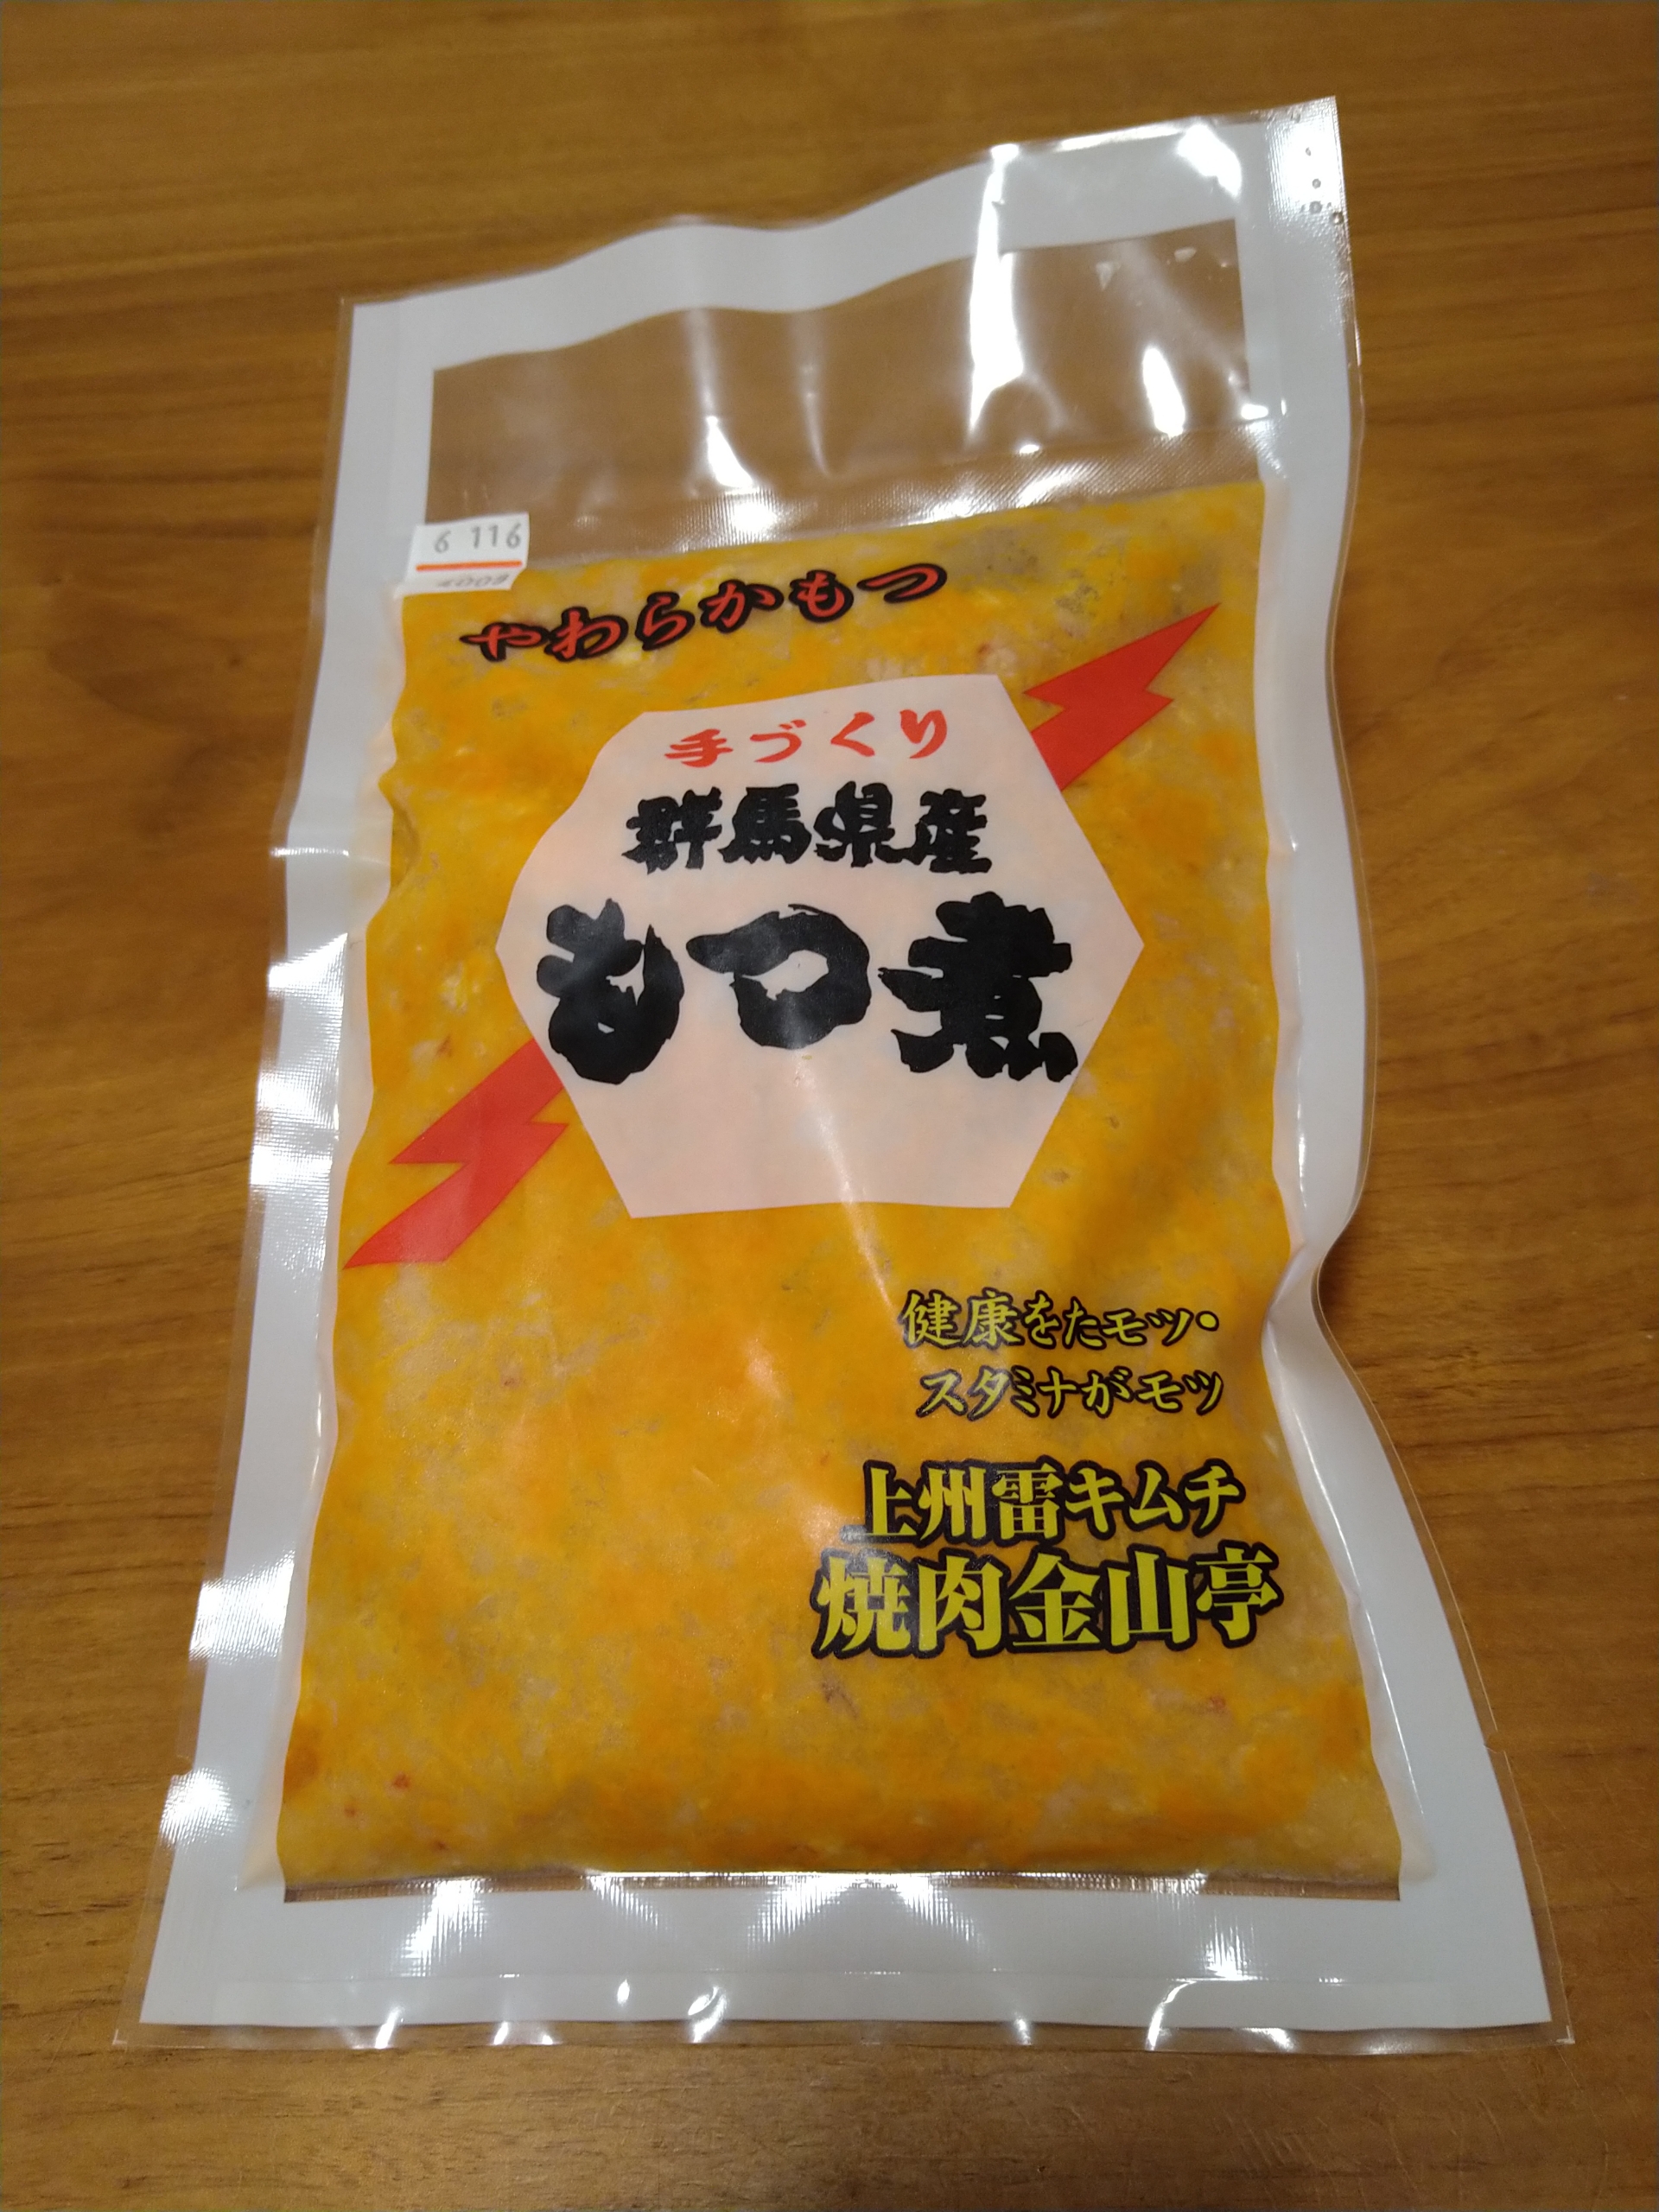 6 116
やわらかもつ
手づくり
群馬県産
もつ煮
健康をたモツ・
スタミナがモツ
上州雷キムチ
焼肉金山亭